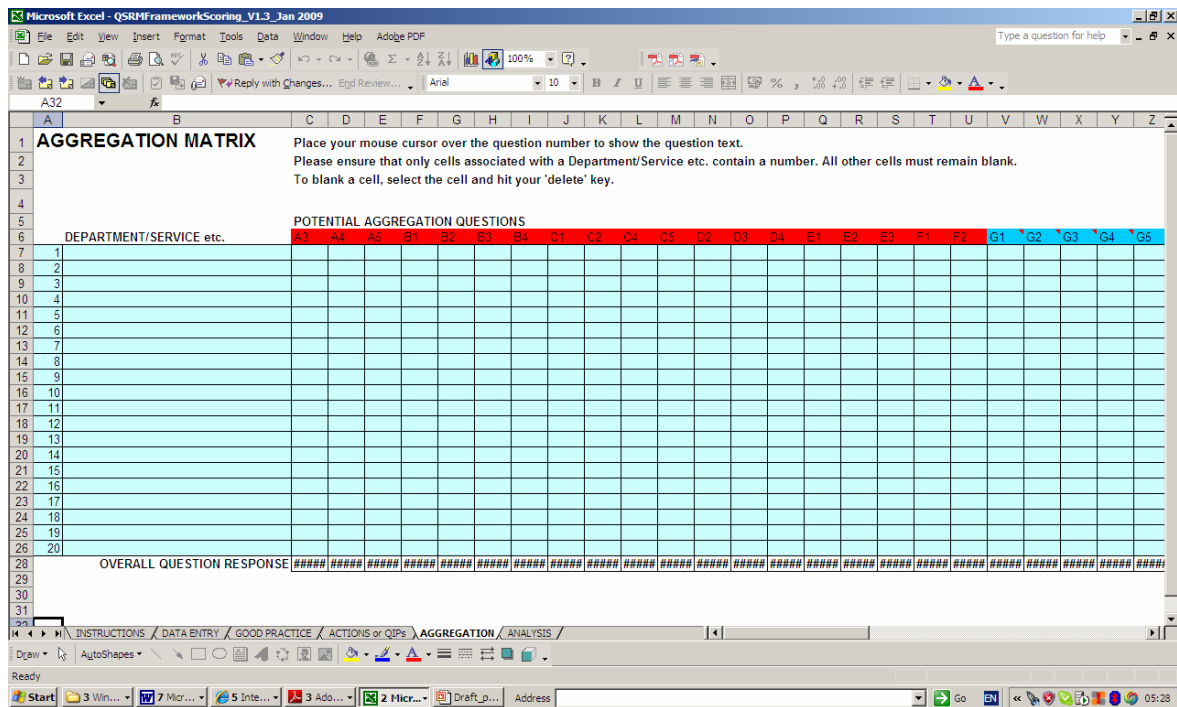 Microsoft Excel - QSRMFrameworkScoring_V1.3_Jan 2009
File Edit View Insert Format Tools Data Window Help Adobe PDF Type a question for help
100%
Reply with Changes... End Review... Arial 10 B I U
A32 fx
A B C D E F G H I J K L M N O P Q R S T U V W X Y Z
1 AGGREGATION MATRIX Place your mouse cursor over the question number to show the question text.
2 Please ensure that only cells associated with a Department/Service etc. contain a number. All other cells must remain blank.
3 To blank a cell, select the cell and hit your 'delete' key.
4
5 POTENTIAL AGGREGATION QUESTIONS
6 DEPARTMENT/SERVICE etc. A3 A4 A5 B1 B2 B3 B4 C1 C2 C4 C5 D2 D3 D4 E1 E2 E3 F1 F2 G1 G2 G3 G4 G5
7 1
8 2
9 3
10 4
11 5
12 6
13 7
14 8
15 9
16 10
17 11
18 12
19 13
20 14
21 15
22 16
23 17
24 18
25 19
26 20
28 OVERALL QUESTION RESPONSE ##### ##### ##### ##### ##### ##### ##### ##### ##### ##### ##### ##### ##### ##### ##### ##### ##### ##### ##### ##### ##### ##### ##### #####
29
30
31
32
INSTRUCTIONS DATA ENTRY GOOD PRACTICE ACTIONS or QIPs AGGREGATION ANALYSIS
Draw AutoShapes
Ready
Start 3 Win... 7 Micr... 5 Inte... 3 Ado... 2 Micr... Draft_p... Address Go EN 05:28